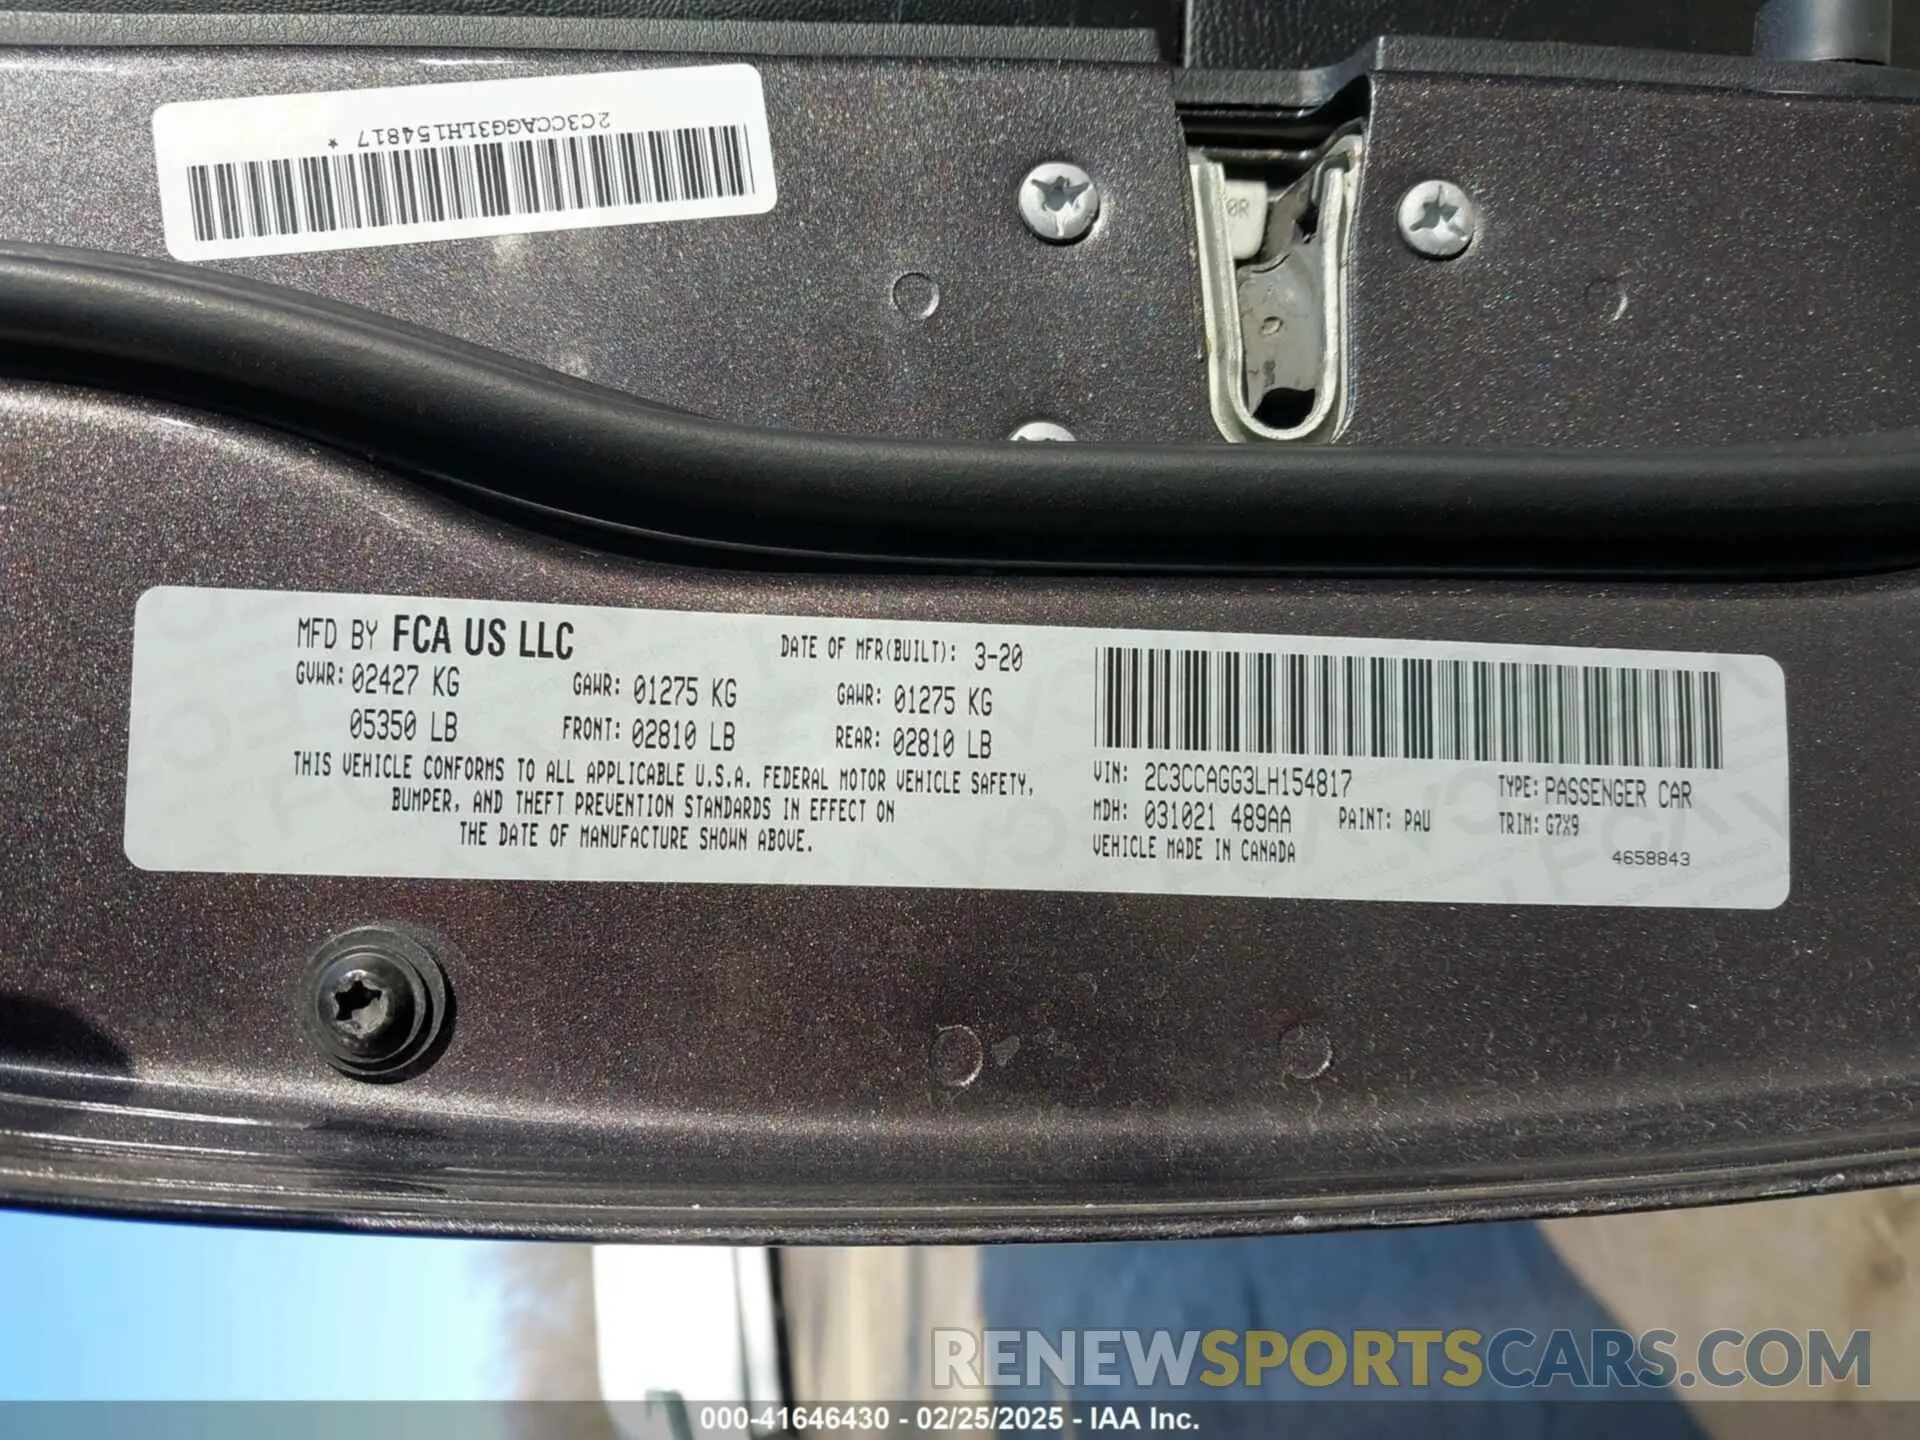 2C3CCAGG3LH154817 *
MFD BY FCA US LLC
DATE OF MFR(BUILT): 3-20
GVWR: 02427 KG GAWR: 01275 KG GAWR: 01275 KG
05350 LB FRONT: 02810 LB REAR: 02810 LB
THIS VEHICLE CONFORMS TO ALL APPLICABLE U.S.A. FEDERAL MOTOR VEHICLE SAFETY,
BUMPER, AND THEFT PREVENTION STANDARDS IN EFFECT ON
THE DATE OF MANUFACTURE SHOWN ABOVE.
VIN: 2C3CCAGG3LH154817 TYPE: PASSENGER CAR
MDH: 031021 489AA PAINT: PAU TRIM: G7X9
VEHICLE MADE IN CANADA
4658843
RENEWSPORTSCARS.COM
000-41646430 - 02/25/2025 - IAA Inc.